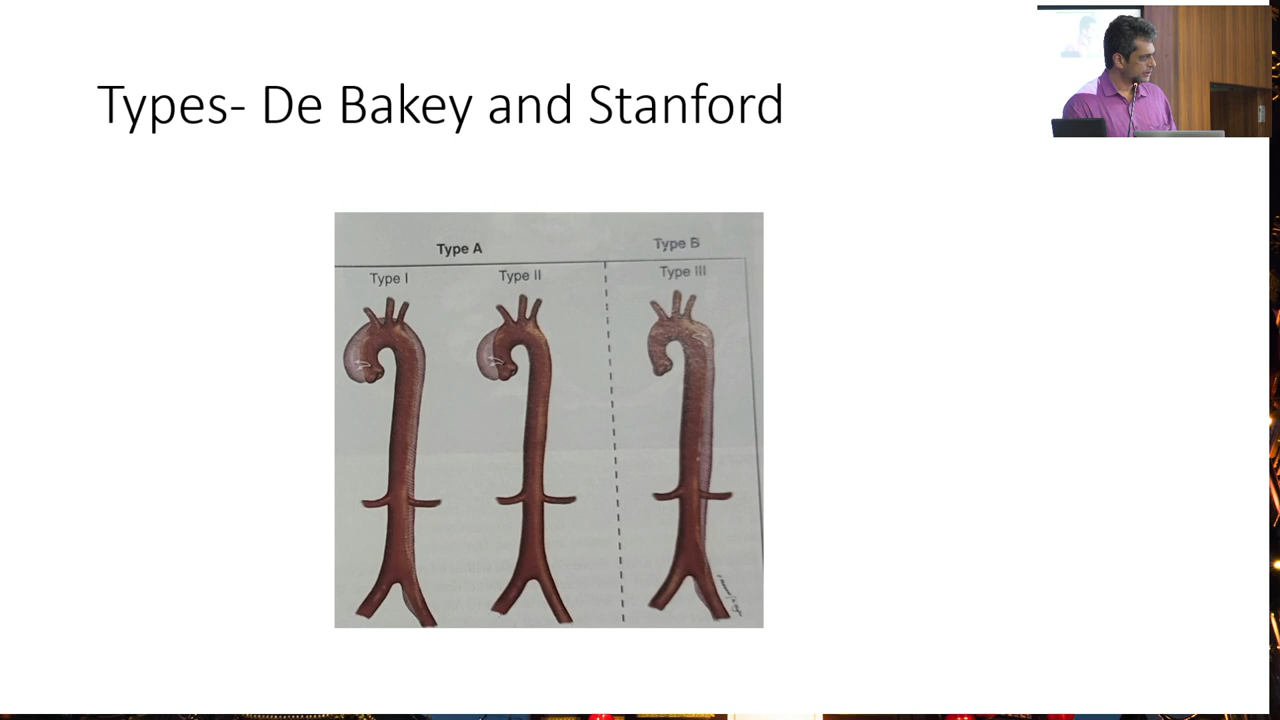 Types- De Bakey and Stanford
Type A
Type B
Type I
Type II
Type III